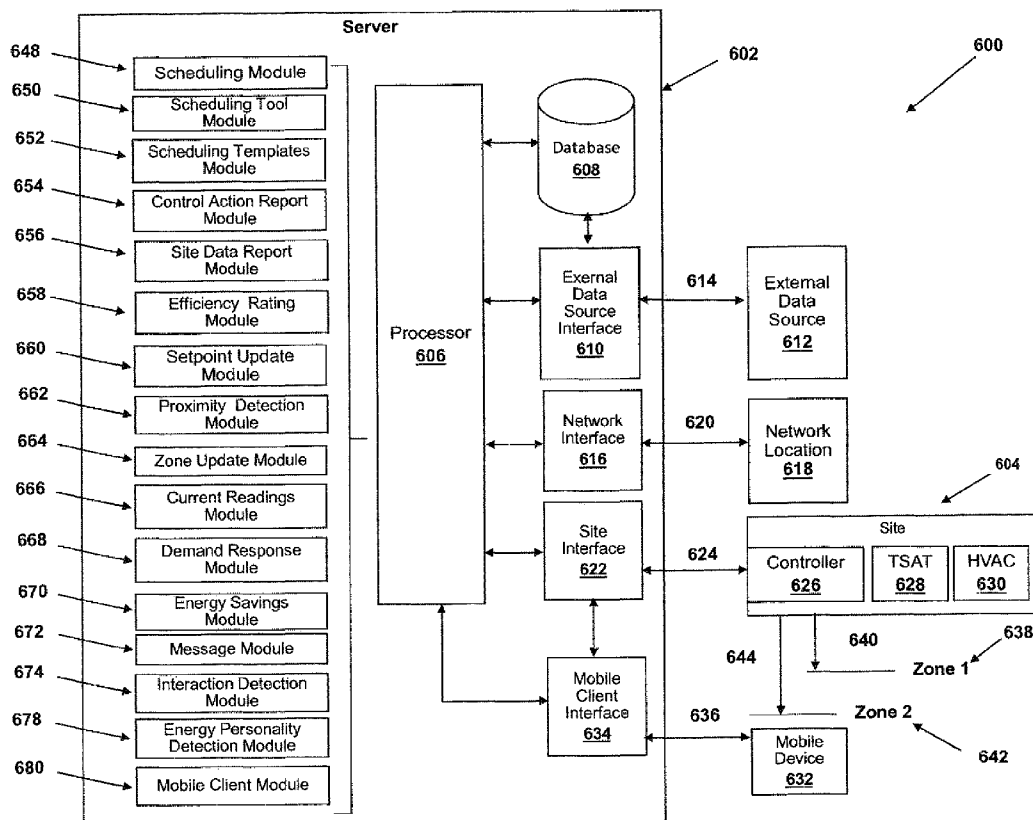 Server
648
Scheduling Module
650
Scheduling Tool
Module
652
Scheduling Templates
Module
654
Control Action Report
Module
656
Site Data Report
Module
658
Efficiency Rating
Module
660
Setpoint Update
Module
662
Proximity Detection
Module
664
Zone Update Module
666
Current Readings
Module
668
Demand Response
Module
670
Energy Savings
Module
672
Message Module
674
Interaction Detection
Module
678
Energy Personality
Detection Module
680
Mobile Client Module
Processor
606
Database
608
Exernal
Data
Source
Interface
610
Network
Interface
616
Site
Interface
622
Mobile
Client
Interface
634
602
600
614
External
Data
Source
612
620
Network
Location
618
604
Site
624
Controller
626
TSAT
628
HVAC
630
640
638
644
Zone 1
Zone 2
636
642
Mobile
Device
632